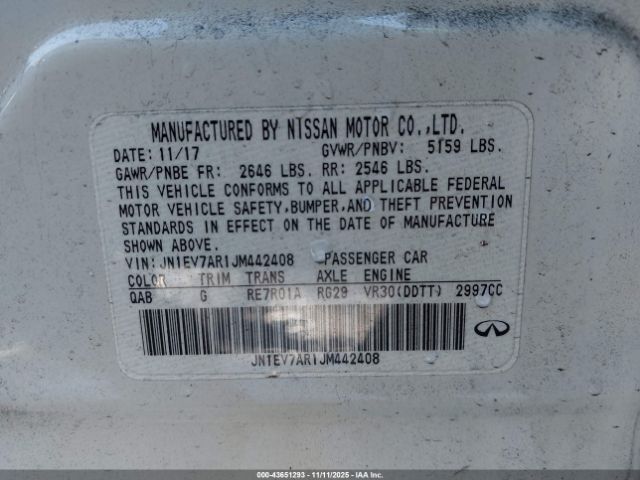 MANUFACTURED BY NISSAN MOTOR CO.,LTD.
DATE: 11/17 GVWR/PNBV: 5159 LBS.
GAWR/PNBE FR: 2646 LBS. RR: 2546 LBS.
THIS VEHICLE CONFORMS TO ALL APPLICABLE FEDERAL
MOTOR VEHICLE SAFETY,BUMPER,AND THEFT PREVENTION
STANDARDS IN EFFECT ON THE DATE OF MANUFACTURE
SHOWN ABOVE.
VIN:JN1EV7AR1JM442408 PASSENGER CAR
COLOR TRIM TRANS AXLE ENGINE
QAB G RE7R01A RG29 VR30(DDTT) 2997CC
JN1EV7AR1JM442408
000-43651293 - 11/11/2025 - IAA Inc.